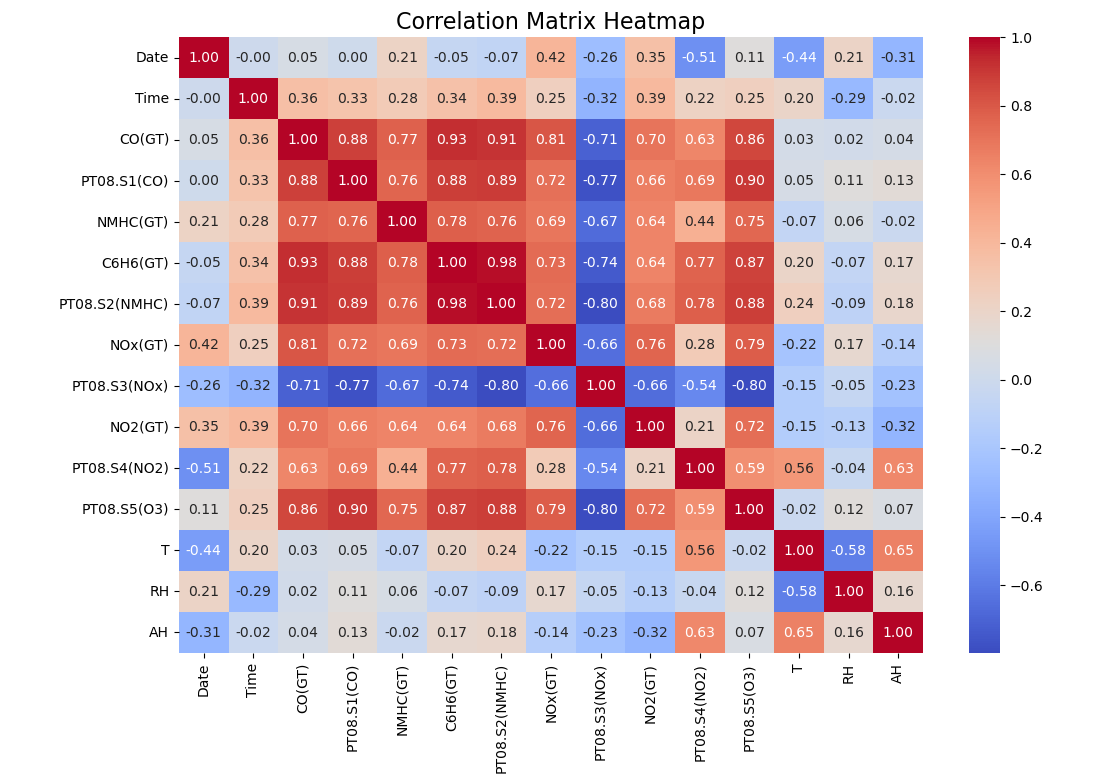 Correlation Matrix Heatmap
Date 1.00 -0.00 0.05 0.00 0.21 -0.05 -0.07 0.42 -0.26 0.35 -0.51 -0.44 0.11 0.21 -0.31
Time -0.00 1.00 0.36 0.33 0.28 0.34 0.39 0.25 -0.32 0.39 0.22 0.25 0.20 -0.29 -0.02
CO(GT) 0.05 0.36 1.00 0.88 0.77 0.93 0.91 0.81 -0.71 0.70 0.63 0.86 0.03 0.02 0.04
PT08.S1(CO) 0.00 0.33 0.88 1.00 0.76 0.88 0.89 0.72 -0.77 0.66 0.69 0.90 0.05 0.11 0.13
NMHC(GT) 0.21 0.28 0.77 0.76 1.00 0.78 0.76 0.69 -0.67 0.64 0.44 0.75 -0.07 0.06 -0.02
C6H6(GT) -0.05 0.34 0.93 0.88 0.78 1.00 0.98 0.73 -0.74 0.64 0.77 0.87 0.20 -0.07 0.17
PT08.S2(NMHC) -0.07 0.39 0.91 0.89 0.76 0.98 1.00 0.72 -0.80 0.68 0.78 0.88 0.24 -0.09 0.18
NOx(GT) 0.42 0.25 0.81 0.72 0.69 0.73 0.72 1.00 -0.66 0.76 0.28 0.79 -0.22 0.17 -0.14
PT08.S3(NOx) -0.26 -0.32 -0.71 -0.77 -0.67 -0.74 -0.80 -0.66 1.00 -0.66 -0.54 -0.80 -0.15 -0.05 -0.23
NO2(GT) 0.35 0.39 0.70 0.66 0.64 0.64 0.68 0.76 -0.66 1.00 0.21 0.72 -0.15 -0.13 -0.32
PT08.S4(NO2) -0.51 0.22 0.63 0.69 0.44 0.77 0.78 0.28 -0.54 0.21 1.00 0.59 0.56 -0.04 0.63
PT08.S5(O3) 0.11 0.25 0.86 0.90 0.75 0.87 0.88 0.79 -0.80 0.72 0.59 1.00 -0.02 0.12 0.07
T -0.44 0.20 0.03 0.05 -0.07 0.20 0.24 -0.22 -0.15 -0.15 0.56 -0.02 1.00 -0.58 0.65
RH 0.21 -0.29 0.02 0.11 0.06 -0.07 -0.09 0.17 -0.05 -0.13 -0.04 0.12 -0.58 1.00 0.16
AH -0.31 -0.02 0.04 0.13 -0.02 0.17 0.18 -0.14 -0.23 -0.32 0.63 0.07 0.65 0.16 1.00
Date
Time
CO(GT)
PT08.S1(CO)
NMHC(GT)
C6H6(GT)
PT08.S2(NMHC)
NOx(GT)
PT08.S3(NOx)
NO2(GT)
PT08.S4(NO2)
PT08.S5(O3)
T
RH
AH
1.0
0.8
0.6
0.4
0.2
0.0
-0.2
-0.4
-0.6